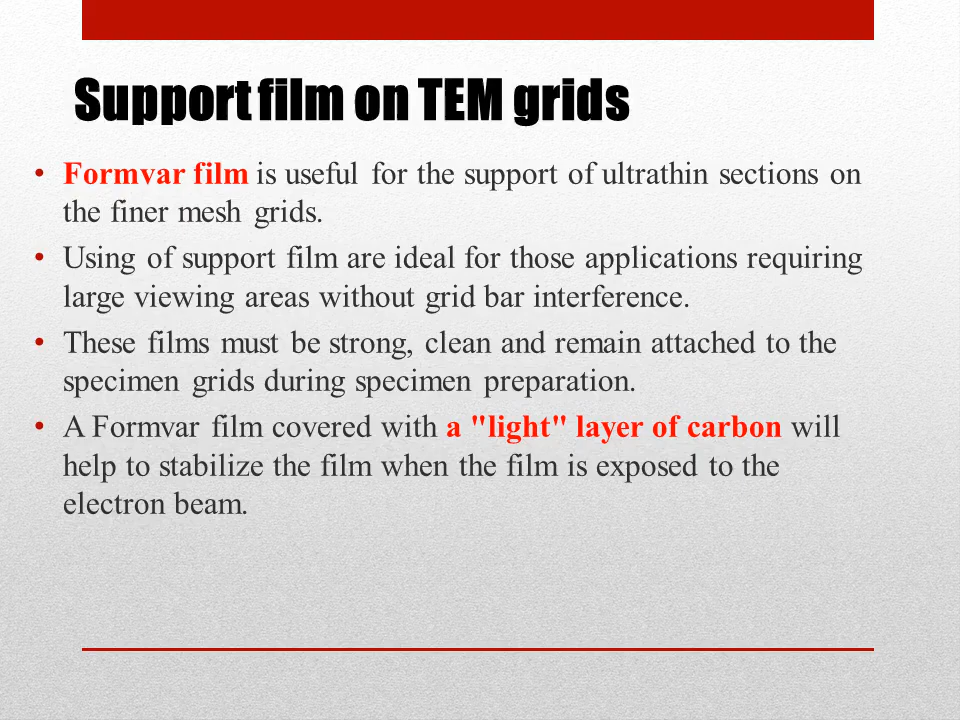 Support film on TEM grids
• Formvar film is useful for the support of ultrathin sections on
the finer mesh grids.
• Using of support film are ideal for those applications requiring
large viewing areas without grid bar interference.
• These films must be strong, clean and remain attached to the
specimen grids during specimen preparation.
• A Formvar film covered with a "light" layer of carbon will
help to stabilize the film when the film is exposed to the
electron beam.